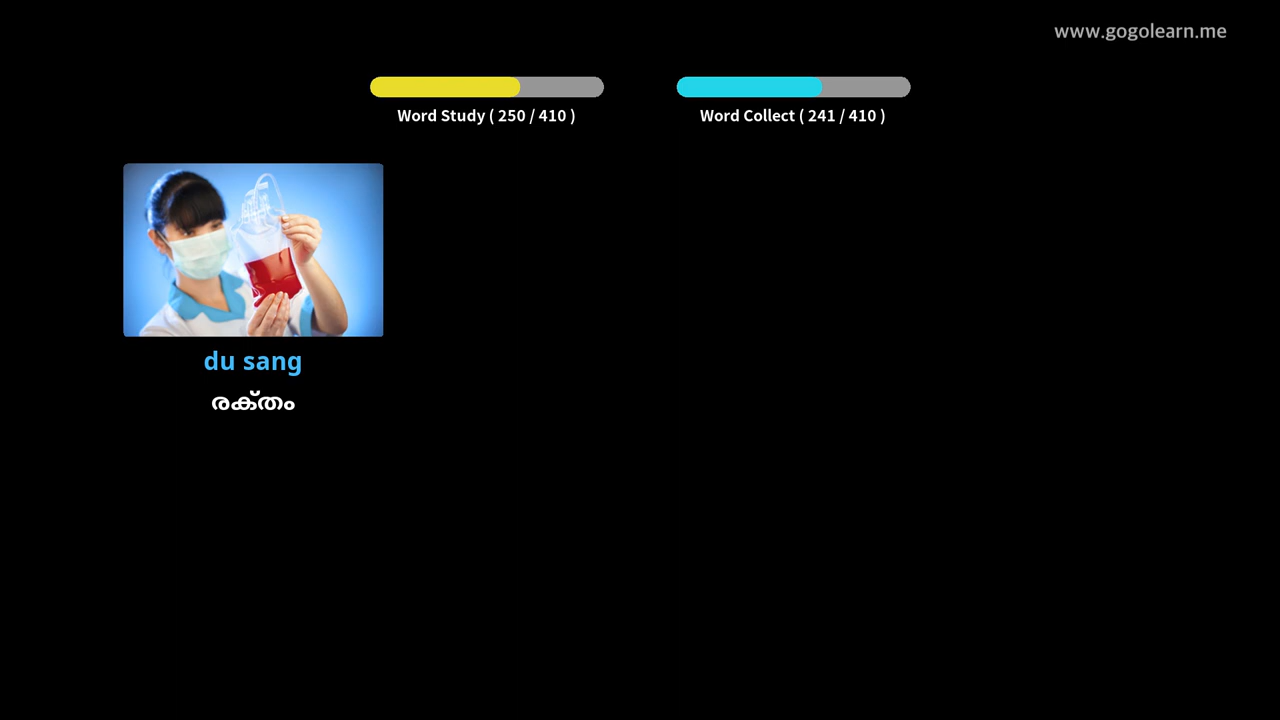 www.gogolearn.me
Word Study ( 250 / 410 )
Word Collect ( 241 / 410 )
du sang
രക്തം